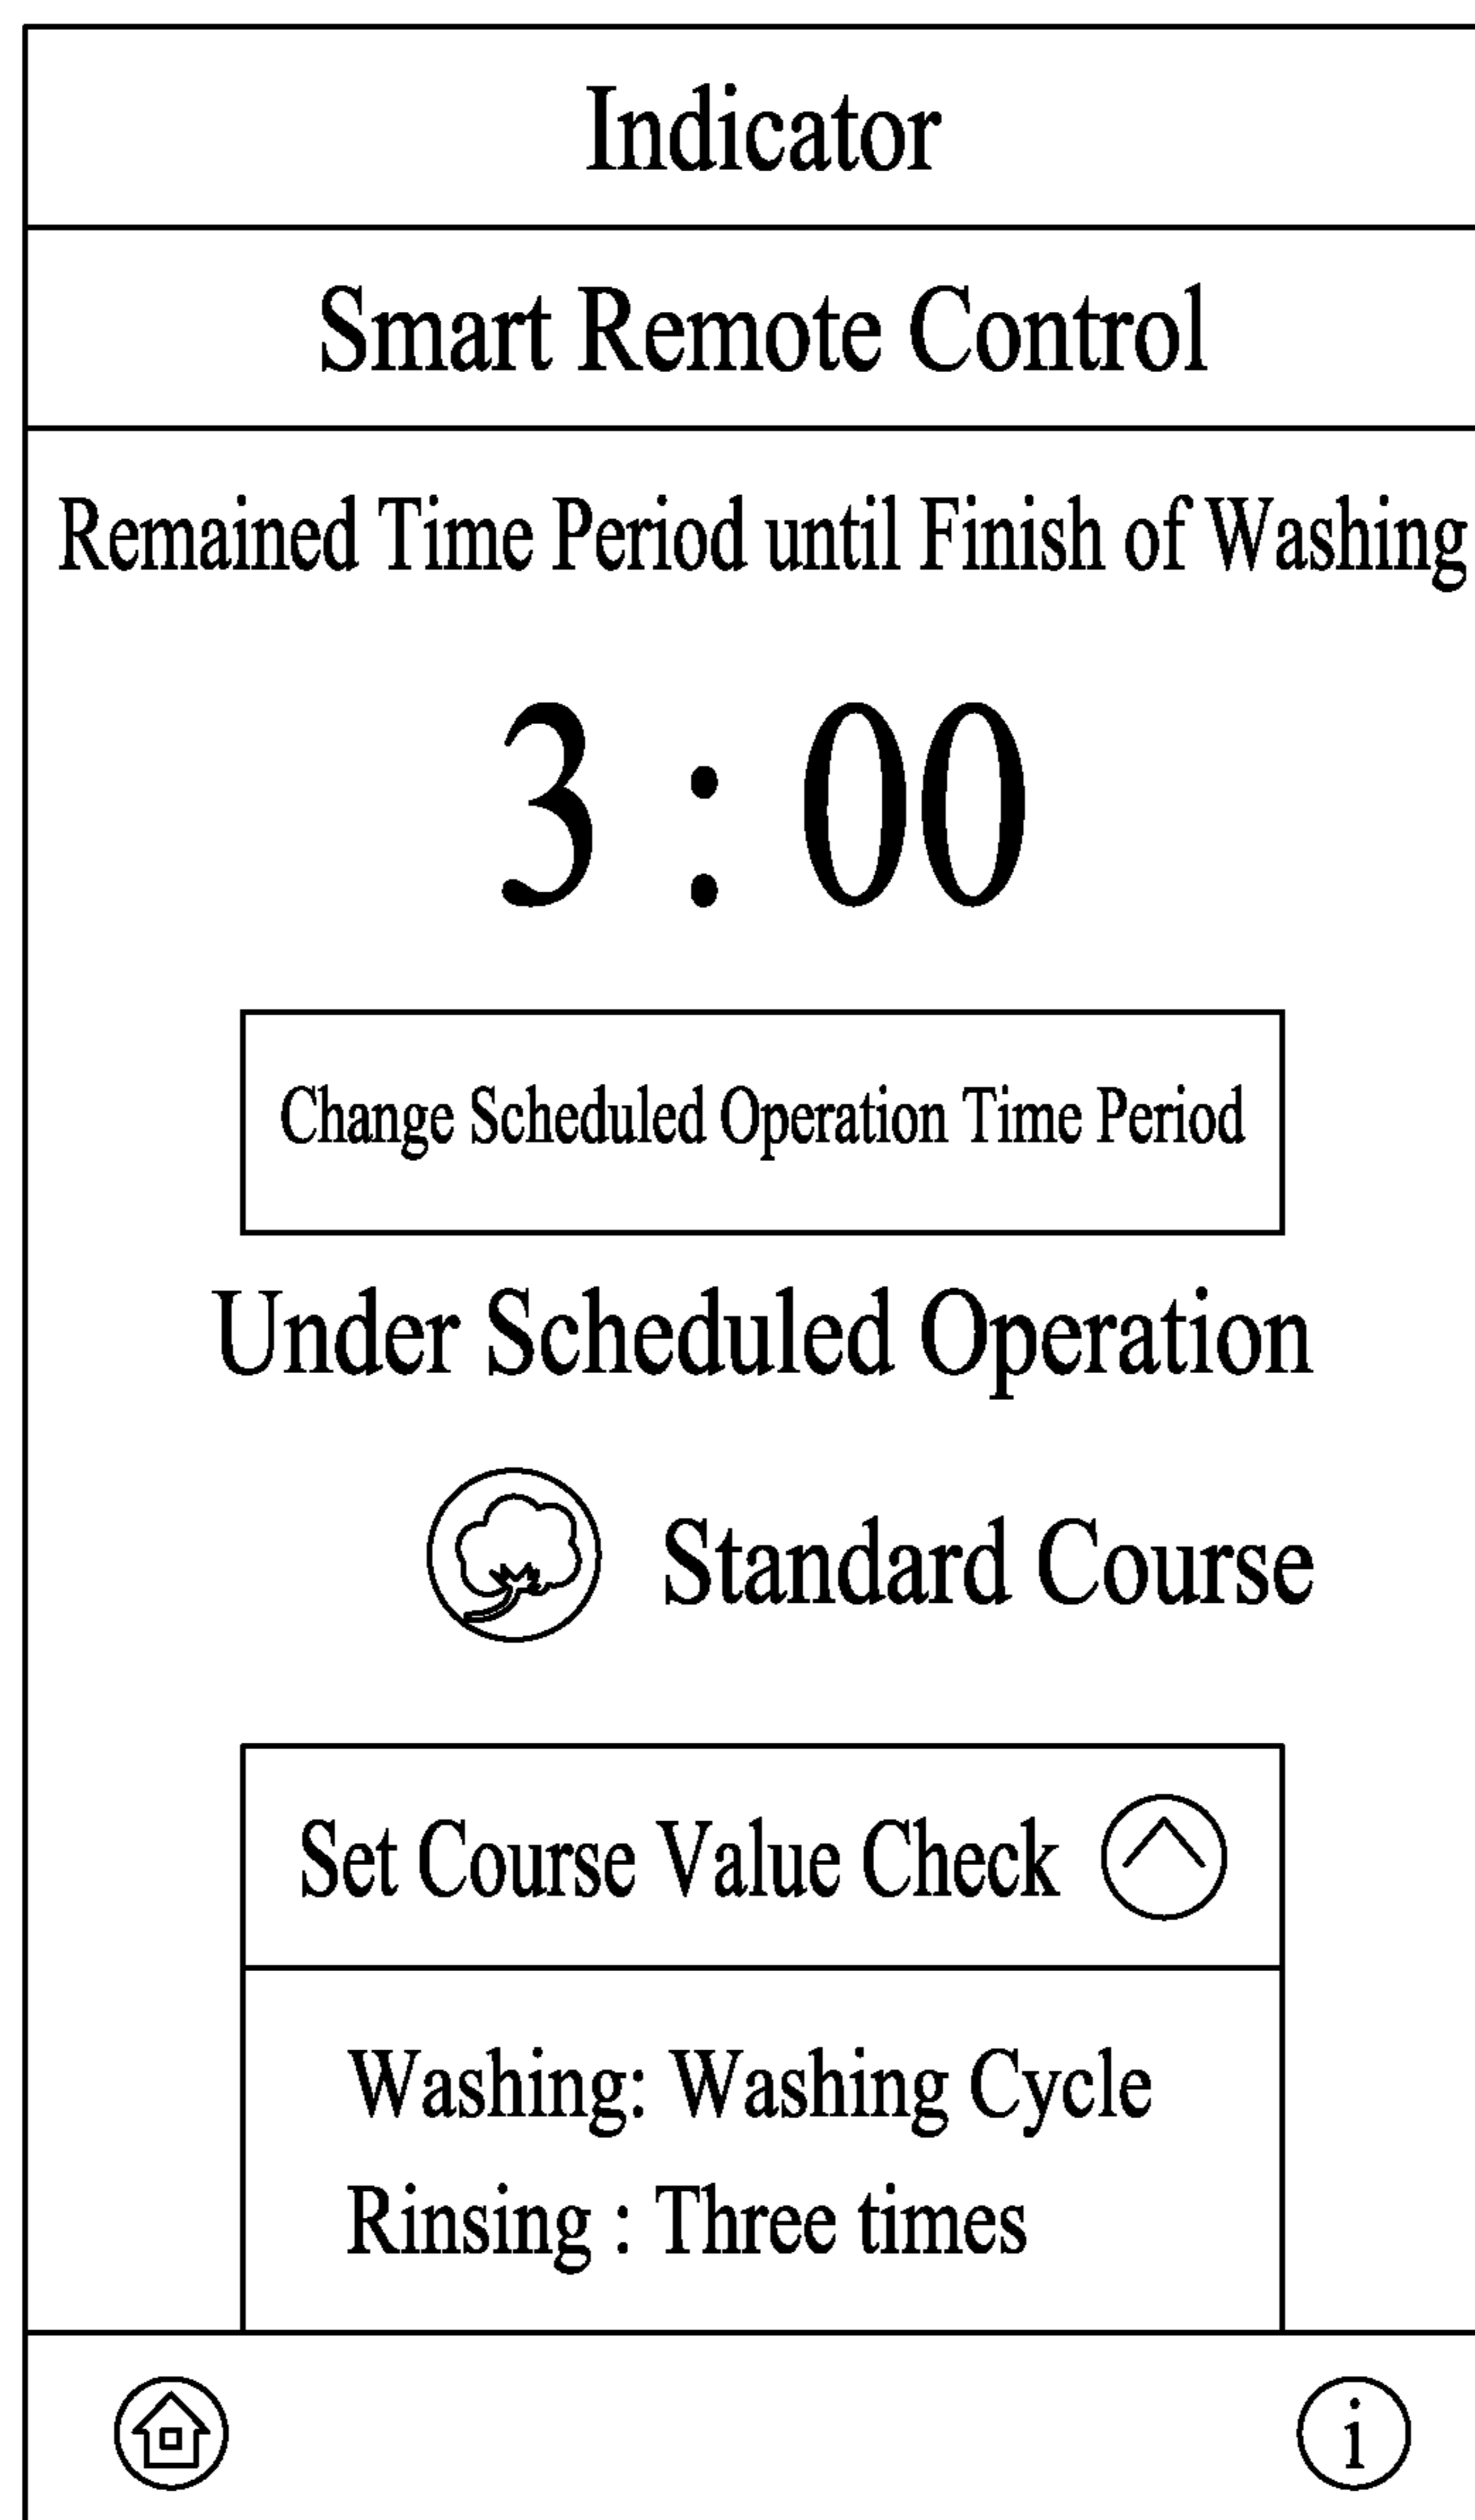 Indicator
Smart Remote Control
Remained Time Period until Finish of Washing
3 : 00
Change Scheduled Operation Time Period
Under Scheduled Operation
Standard Course
Set Course Value Check
Washing: Washing Cycle
Rinsing : Three times
i